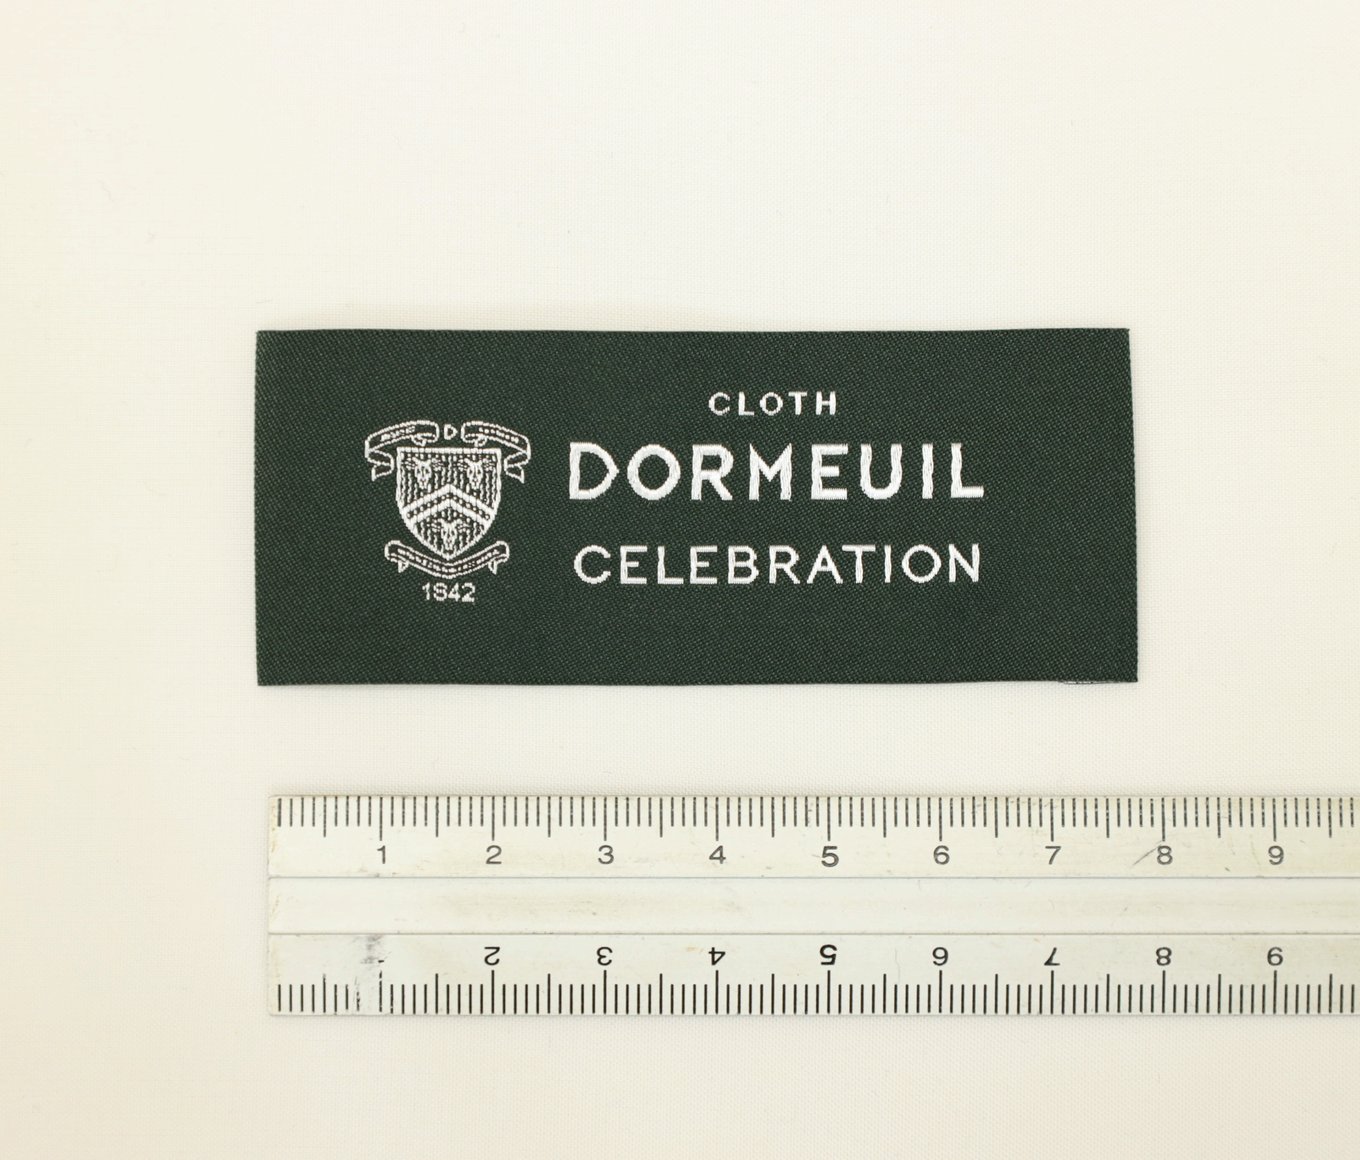 CLOTH
DORMEUIL
CELEBRATION
D
1842
1 2 3 4 5 6 7 8 9
2 3 4 5 6 7 8 9